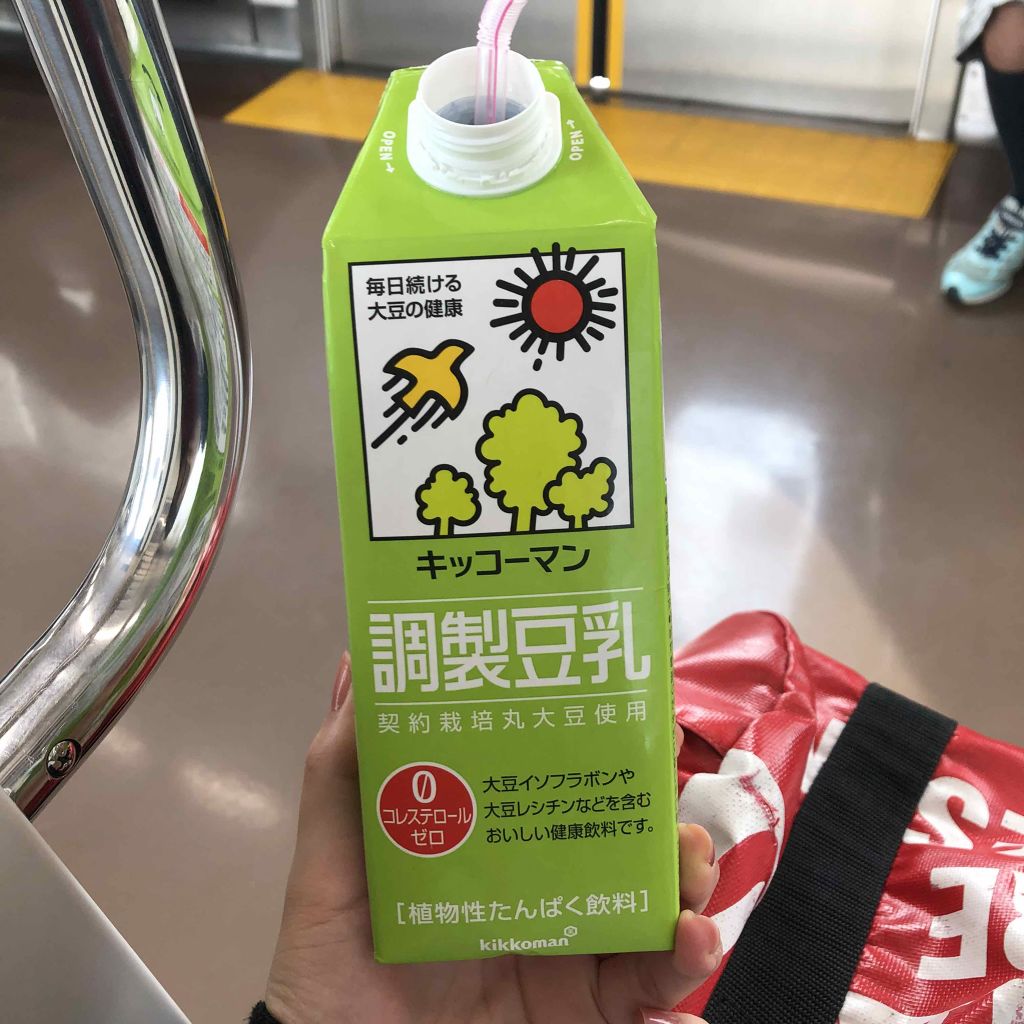 OPEN
OPEN
毎日続ける
大豆の健康
キッコーマン
調製豆乳
契約栽培丸大豆使用
0
コレステロール
ゼロ
大豆イソフラボンや
大豆レシチンなどを含む
おいしい健康飲料です。
[植物性たんぱく飲料]
kikkoman